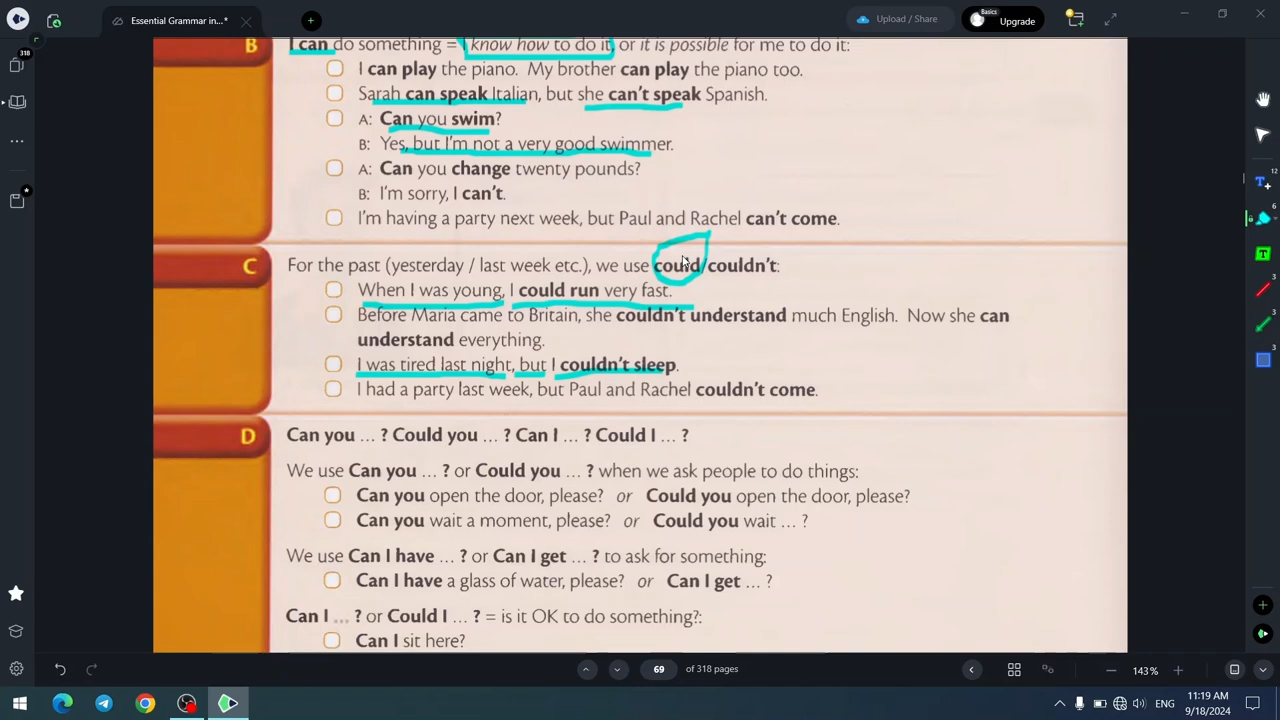 Essential Grammar in...*
Upload / Share
Basics
Upgrade
318
B
I can do something = I know how to do it, or it is possible for me to do it:
I can play the piano. My brother can play the piano too.
Sarah can speak Italian, but she can't speak Spanish.
A: Can you swim?
B: Yes, but I'm not a very good swimmer.
A: Can you change twenty pounds?
B: I'm sorry, I can't.
I'm having a party next week, but Paul and Rachel can't come.
C
For the past (yesterday / last week etc.), we use could/couldn't:
When I was young, I could run very fast.
Before Maria came to Britain, she couldn't understand much English. Now she can
understand everything.
I was tired last night, but I couldn't sleep.
I had a party last week, but Paul and Rachel couldn't come.
D
Can you ... ? Could you ... ? Can I ... ? Could I ... ?
We use Can you ... ? or Could you ... ? when we ask people to do things:
Can you open the door, please? or Could you open the door, please?
Can you wait a moment, please? or Could you wait ... ?
We use Can I have ... ? or Can I get ... ? to ask for something:
Can I have a glass of water, please? or Can I get ... ?
Can I ... ? or Could I ... ? = is it OK to do something?:
Can I sit here?
12
6
T
6
T
3
3
3
69 of 318 pages
143 %
ENG
11:19 AM
9/18/2024